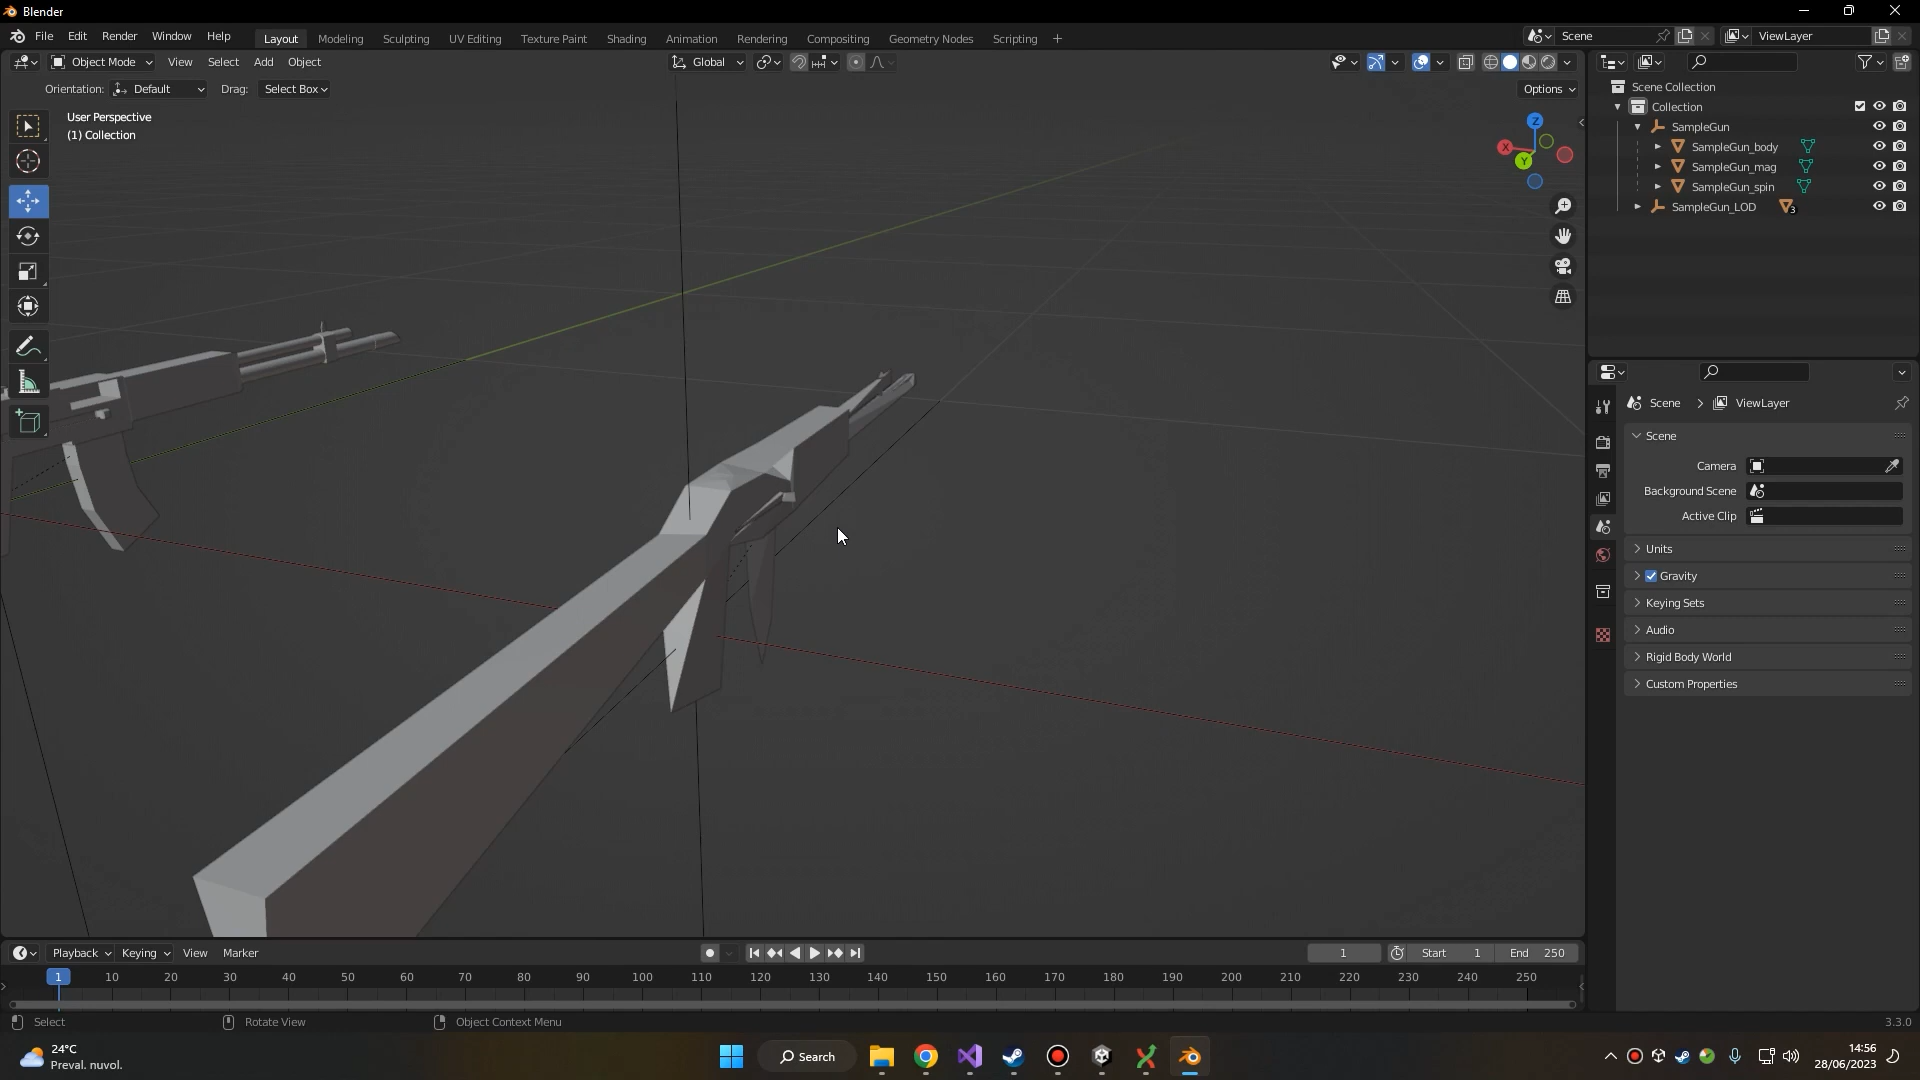 Blender
File Edit Render Window Help
Layout Modeling Sculpting UV Editing Texture Paint Shading Animation Rendering Compositing Geometry Nodes Scripting +
Scene
ViewLayer
Object Mode View Select Add Object
Global
Orientation: Default Drag: Select Box
Options
User Perspective
(1) Collection
Z
X
Y
Scene Collection
Collection
SampleGun
SampleGun_body
SampleGun_mag
SampleGun_spin
SampleGun_LOD 3
Scene > ViewLayer
Scene
Camera
Background Scene
Active Clip
Units
Gravity
Keying Sets
Audio
Rigid Body World
Custom Properties
Playback Keying View Marker
1 Start 1 End 250
1 10 20 30 40 50 60 70 80 90 100 110 120 130 140 150 160 170 180 190 200 210 220 230 240 250
Select Rotate View Object Context Menu
3.3.0
24°C
Preval. nuvol.
Search
14:56
28/06/2023